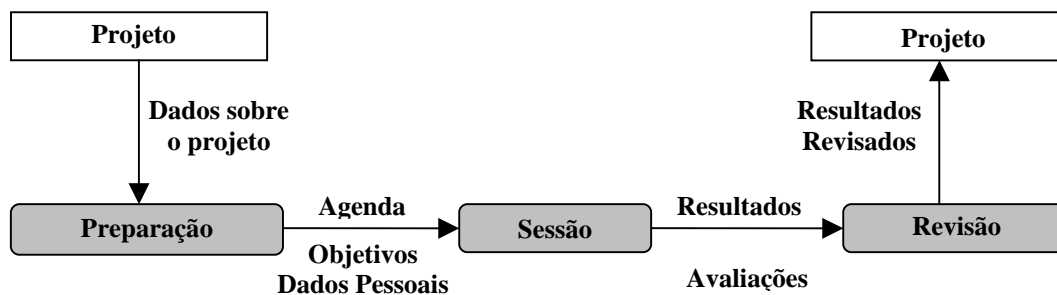 Projeto
Projeto
Dados sobre
o projeto
Resultados
Revisados
Preparação
Agenda
Objetivos
Dados Pessoais
Sessão
Resultados
Avaliações
Revisão